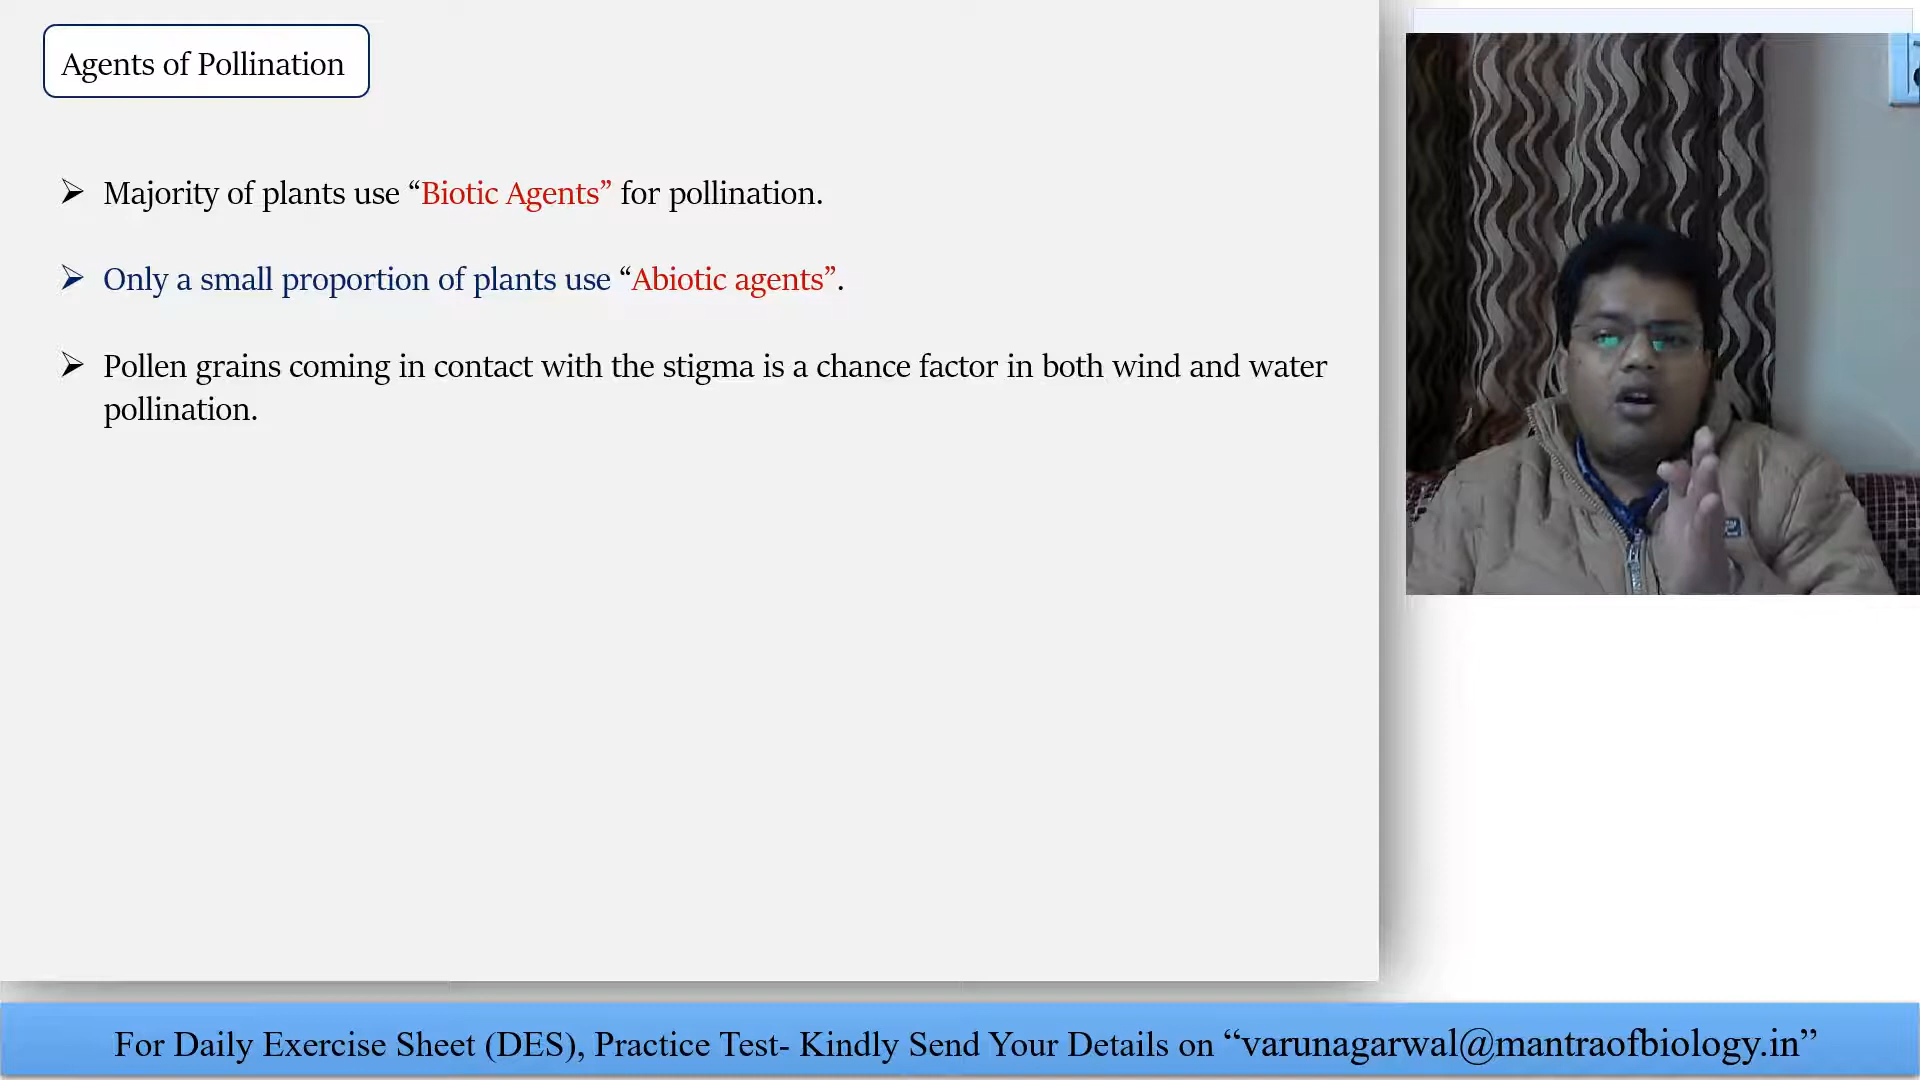 Agents of Pollination
➢ Majority of plants use “Biotic Agents” for pollination.
➢ Only a small proportion of plants use “Abiotic agents”.
➢ Pollen grains coming in contact with the stigma is a chance factor in both wind and water
pollination.
For Daily Exercise Sheet (DES), Practice Test- Kindly Send Your Details on “varunagarwal@mantraofbiology.in”